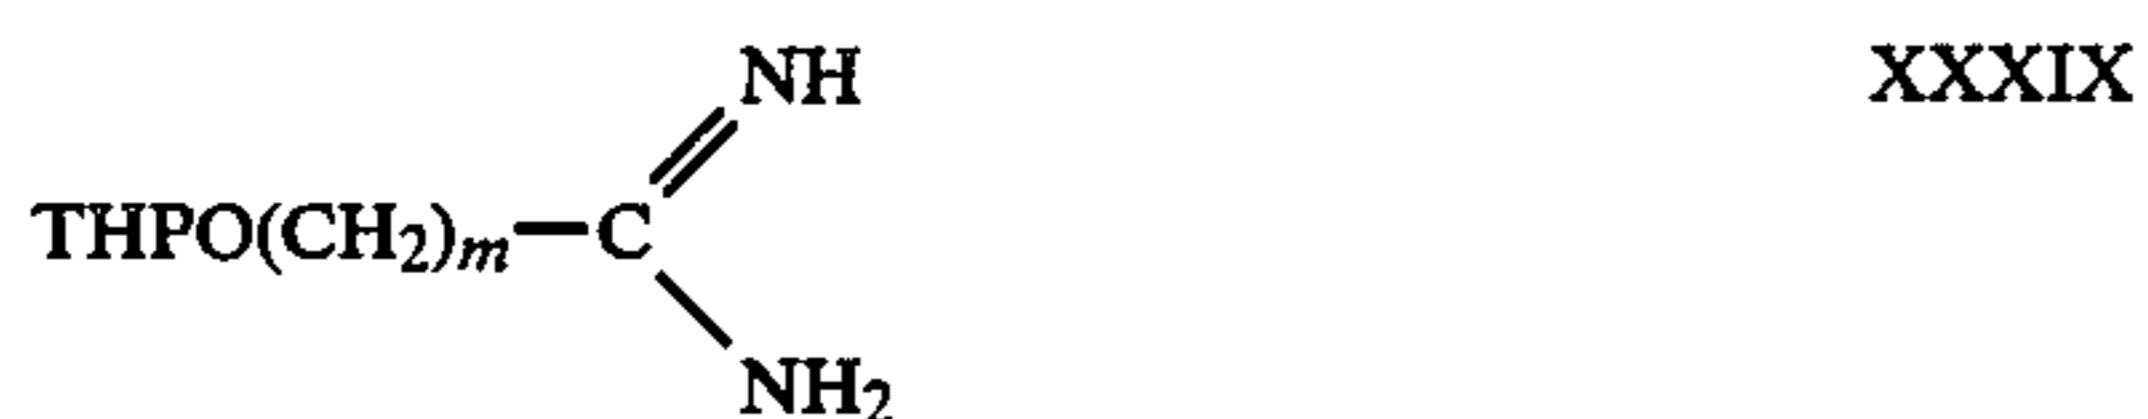 NH XXXIX
THPO(CH₂)ₘ—C
NH₂